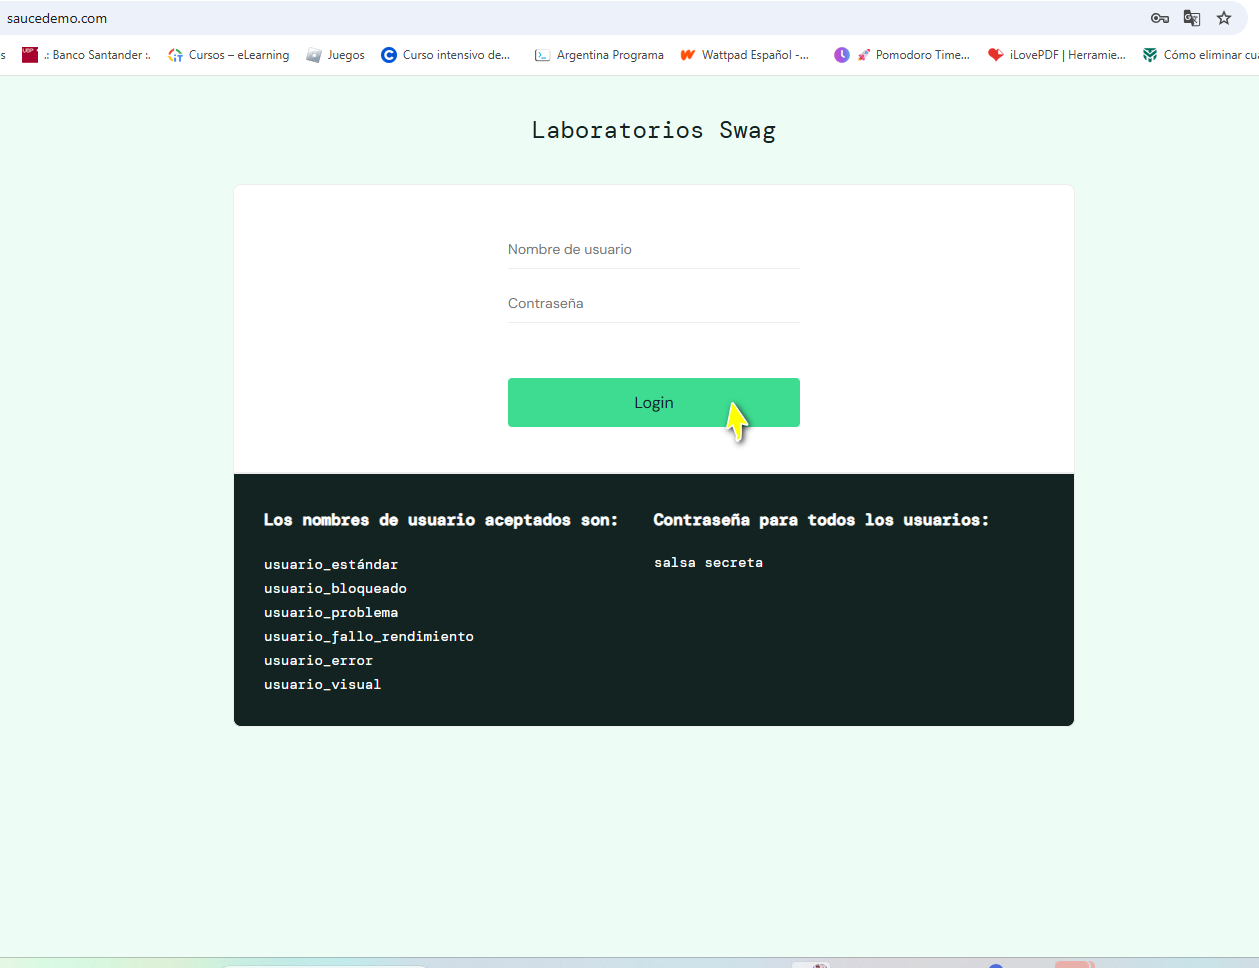 saucedemo.com
s
.: Banco Santander :.
Cursos – eLearning
Juegos
Curso intensivo de...
Argentina Programa
Wattpad Español -...
Pomodoro Time...
iLovePDF | Herramie...
Cómo eliminar cua
Laboratorios Swag
Nombre de usuario
Contraseña
Login
Los nombres de usuario aceptados son:
usuario_estándar
usuario_bloqueado
usuario_problema
usuario_fallo_rendimiento
usuario_error
usuario_visual
Contraseña para todos los usuarios:
salsa secreta